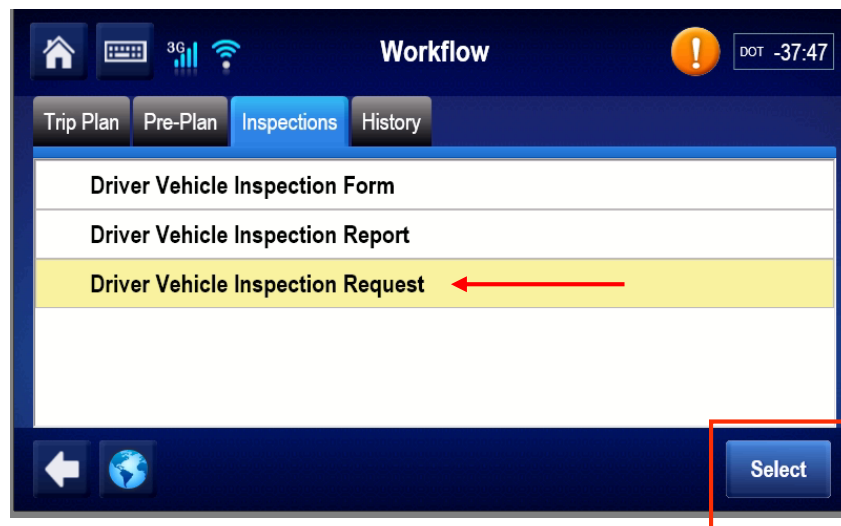 3G
Workflow
DOT -37:47
Trip Plan
Pre-Plan
Inspections
History
Driver Vehicle Inspection Form
Driver Vehicle Inspection Report
Driver Vehicle Inspection Request
Select